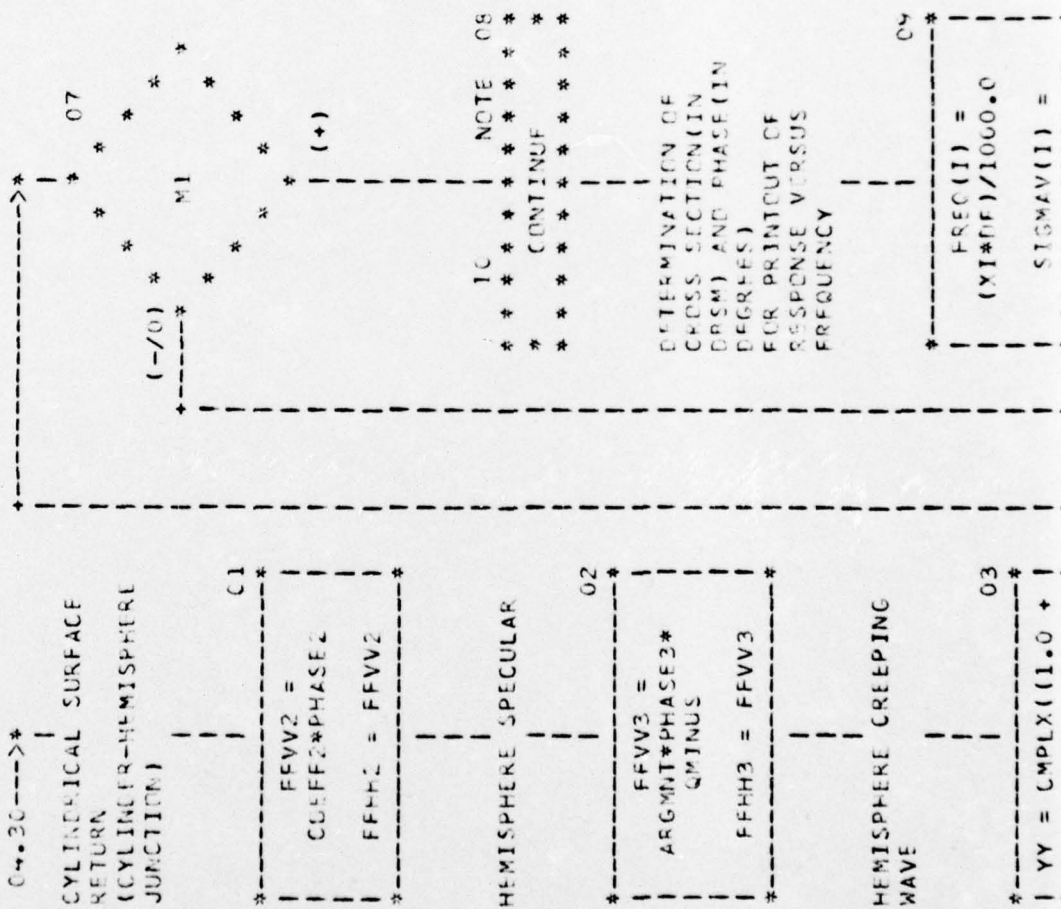 04.30---->*
CYLINDRICAL SURFACE
RETURN
(CYLINDER-HEMISPHERE
JUNCTION)
01
FFVV2 =
COEFF2*PHASE2
FFHH2 = FFVV2
HEMISPHERE SPECULAR
02
FFVV3 =
ARGMNT*PHASE3*
QMINUS
FFHH3 = FFVV3
HEMISPHERE CREEPING
WAVE
03
YY = CMPLX((1.0 +
07
M1
(-/0)
(+)
10 NOTE 08
CONTINUE
DETERMINATION OF
CROSS SECTION(IN
DBSM) AND PHASE(IN
DEGREES)
FOR PRINTOUT OF
RESPONSE VERSUS
FREQUENCY
09
FREQ(I) =
(XI*DF)/1000.0
SIGMAV(I) =